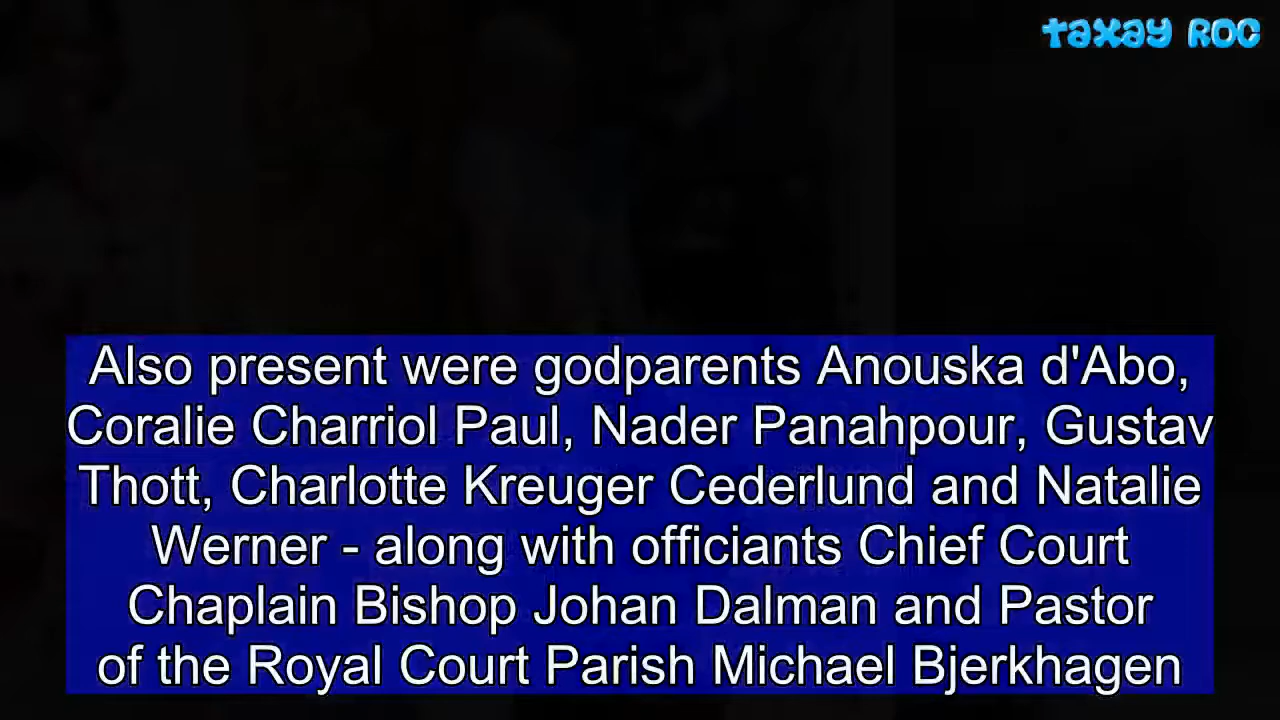 TaxAy ROC
Also present were godparents Anouska d'Abo,
Coralie Charriol Paul, Nader Panahpour, Gustav
Thott, Charlotte Kreuger Cederlund and Natalie
Werner - along with officiants Chief Court
Chaplain Bishop Johan Dalman and Pastor
of the Royal Court Parish Michael Bjerkhagen